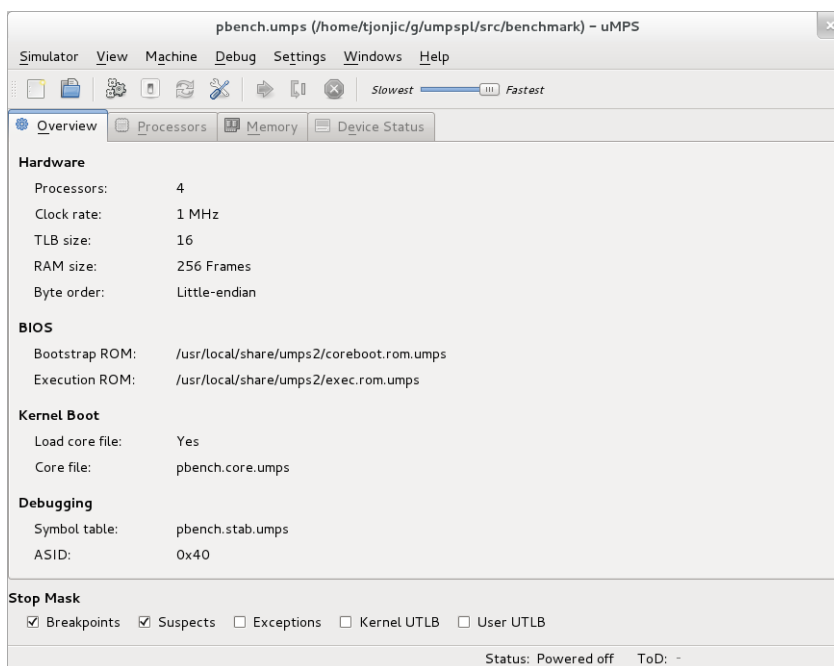 pbench.umps (/home/tjonjic/g/umpspl/src/benchmark) – uMPS
Simulator View Machine Debug Settings Windows Help
Slowest Fastest
Overview Processors Memory Device Status
Hardware
Processors: 4
Clock rate: 1 MHz
TLB size: 16
RAM size: 256 Frames
Byte order: Little-endian
BIOS
Bootstrap ROM: /usr/local/share/umps2/coreboot.rom.umps
Execution ROM: /usr/local/share/umps2/exec.rom.umps
Kernel Boot
Load core file: Yes
Core file: pbench.core.umps
Debugging
Symbol table: pbench.stab.umps
ASID: 0x40
Stop Mask
Breakpoints Suspects Exceptions Kernel UTLB User UTLB
Status: Powered off ToD: -